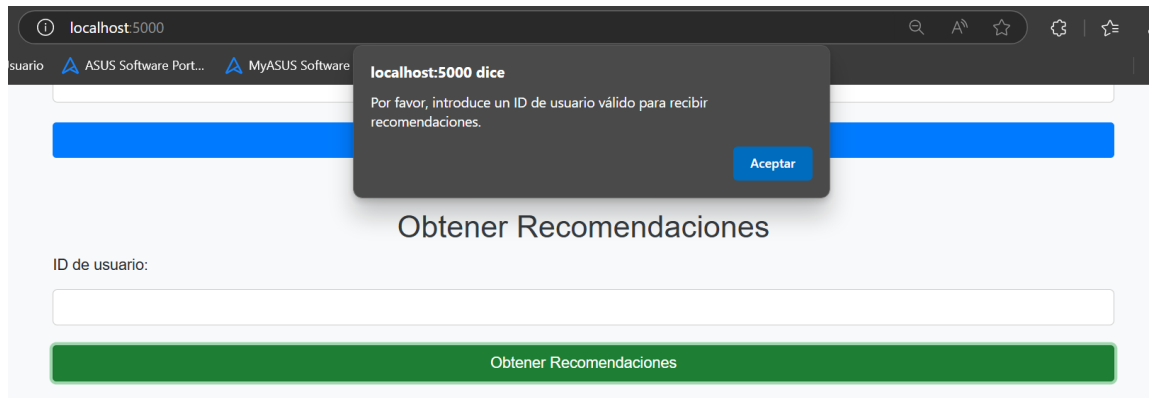 localhost:5000
suario
ASUS Software Port...
MyASUS Software
localhost:5000 dice
Por favor, introduce un ID de usuario válido para recibir
recomendaciones.
Aceptar
Obtener Recomendaciones
ID de usuario:
Obtener Recomendaciones